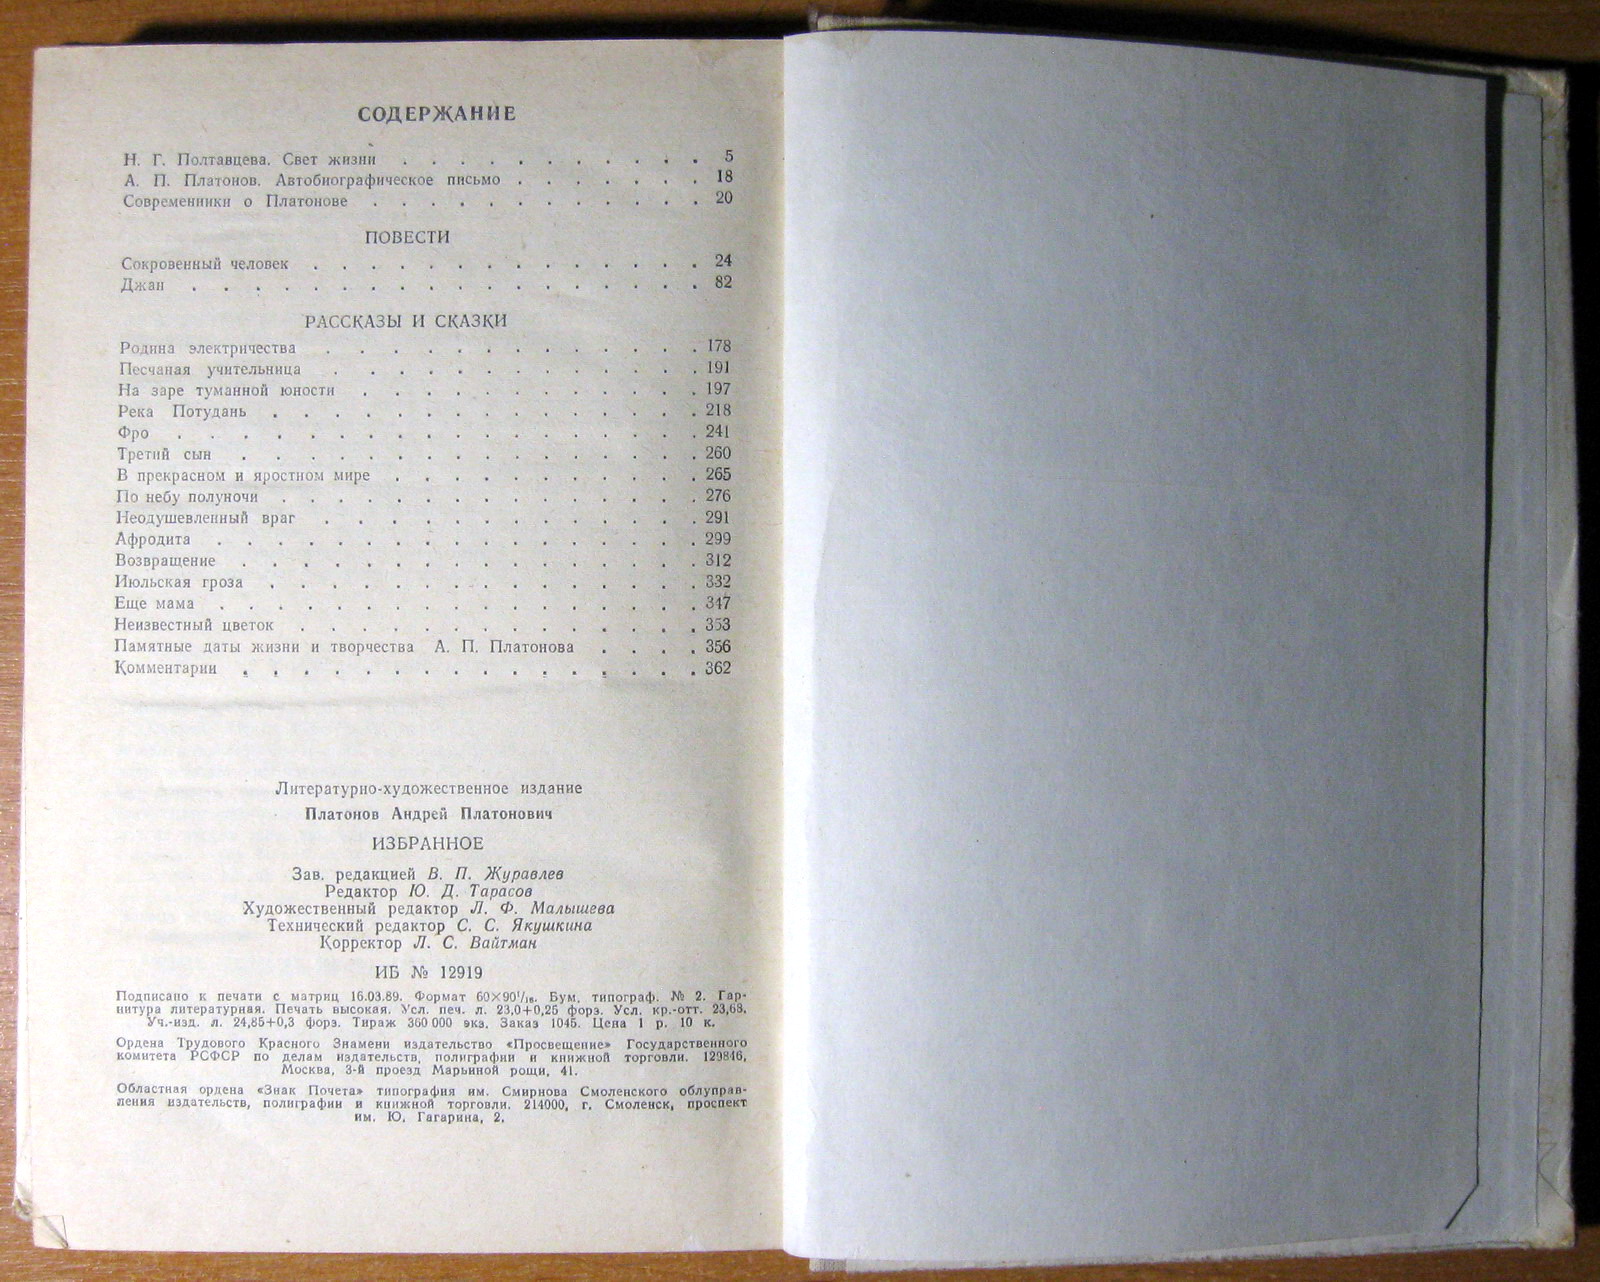 СОДЕРЖАНИЕ
Н. Г. Полтавцева. Свет жизни . . . . . . . . . . . 5
А. П. Платонов. Автобиографическое письмо . . . . . . . 18
Современники о Платонове . . . . . . . . . . . . 20
ПОВЕСТИ
Сокровенный человек . . . . . . . . . . . . . . 24
Джан . . . . . . . . . . . . . . . . . . 82
РАССКАЗЫ И СКАЗКИ
Родина электричества . . . . . . . . . . . . . 178
Песчаная учительница . . . . . . . . . . . . . 191
На заре туманной юности . . . . . . . . . . . . 197
Река Потудань . . . . . . . . . . . . . . . 218
Фро . . . . . . . . . . . . . . . . . . 241
Третий сын . . . . . . . . . . . . . . . . 260
В прекрасном и яростном мире . . . . . . . . . . . 265
По небу полуночи . . . . . . . . . . . . . . . 276
Неодушевленный враг . . . . . . . . . . . . . 291
Афродита . . . . . . . . . . . . . . . . . 299
Возвращение . . . . . . . . . . . . . . . . 312
Июльская гроза . . . . . . . . . . . . . . . 332
Еще мама . . . . . . . . . . . . . . . . . 347
Неизвестный цветок . . . . . . . . . . . . . . 353
Памятные даты жизни и творчества А. П. Платонова . . . . 356
Комментарии . . . . . . . . . . . . . . . . 362
Литературно-художественное издание
Платонов Андрей Платонович
ИЗБРАННОЕ
Зав. редакцией В. П. Журавлев
Редактор Ю. Д. Тарасов
Художественный редактор Л. Ф. Малышева
Технический редактор С. С. Якушкина
Корректор Л. С. Вайтман
ИБ № 12919
Подписано к печати с матриц 16.03.89. Формат 60×90¹/₁₆. Бум. типограф. № 2. Гар-
нитура литературная. Печать высокая. Усл. печ. л. 23,0+0,25 форз. Усл. кр.-отт. 23,63.
Уч.-изд. л. 24,85+0,3 форз. Тираж 360 000 экз. Заказ 1045. Цена 1 р. 10 к.
Ордена Трудового Красного Знамени издательство «Просвещение» Государственного
комитета РСФСР по делам издательств, полиграфии и книжной торговли. 129846,
Москва, 3-й проезд Марьиной рощи, 41.
Областная ордена «Знак Почета» типография им. Смирнова Смоленского облуправ-
ления издательств, полиграфии и книжной торговли. 214000, г. Смоленск, проспект
им. Ю. Гагарина, 2.